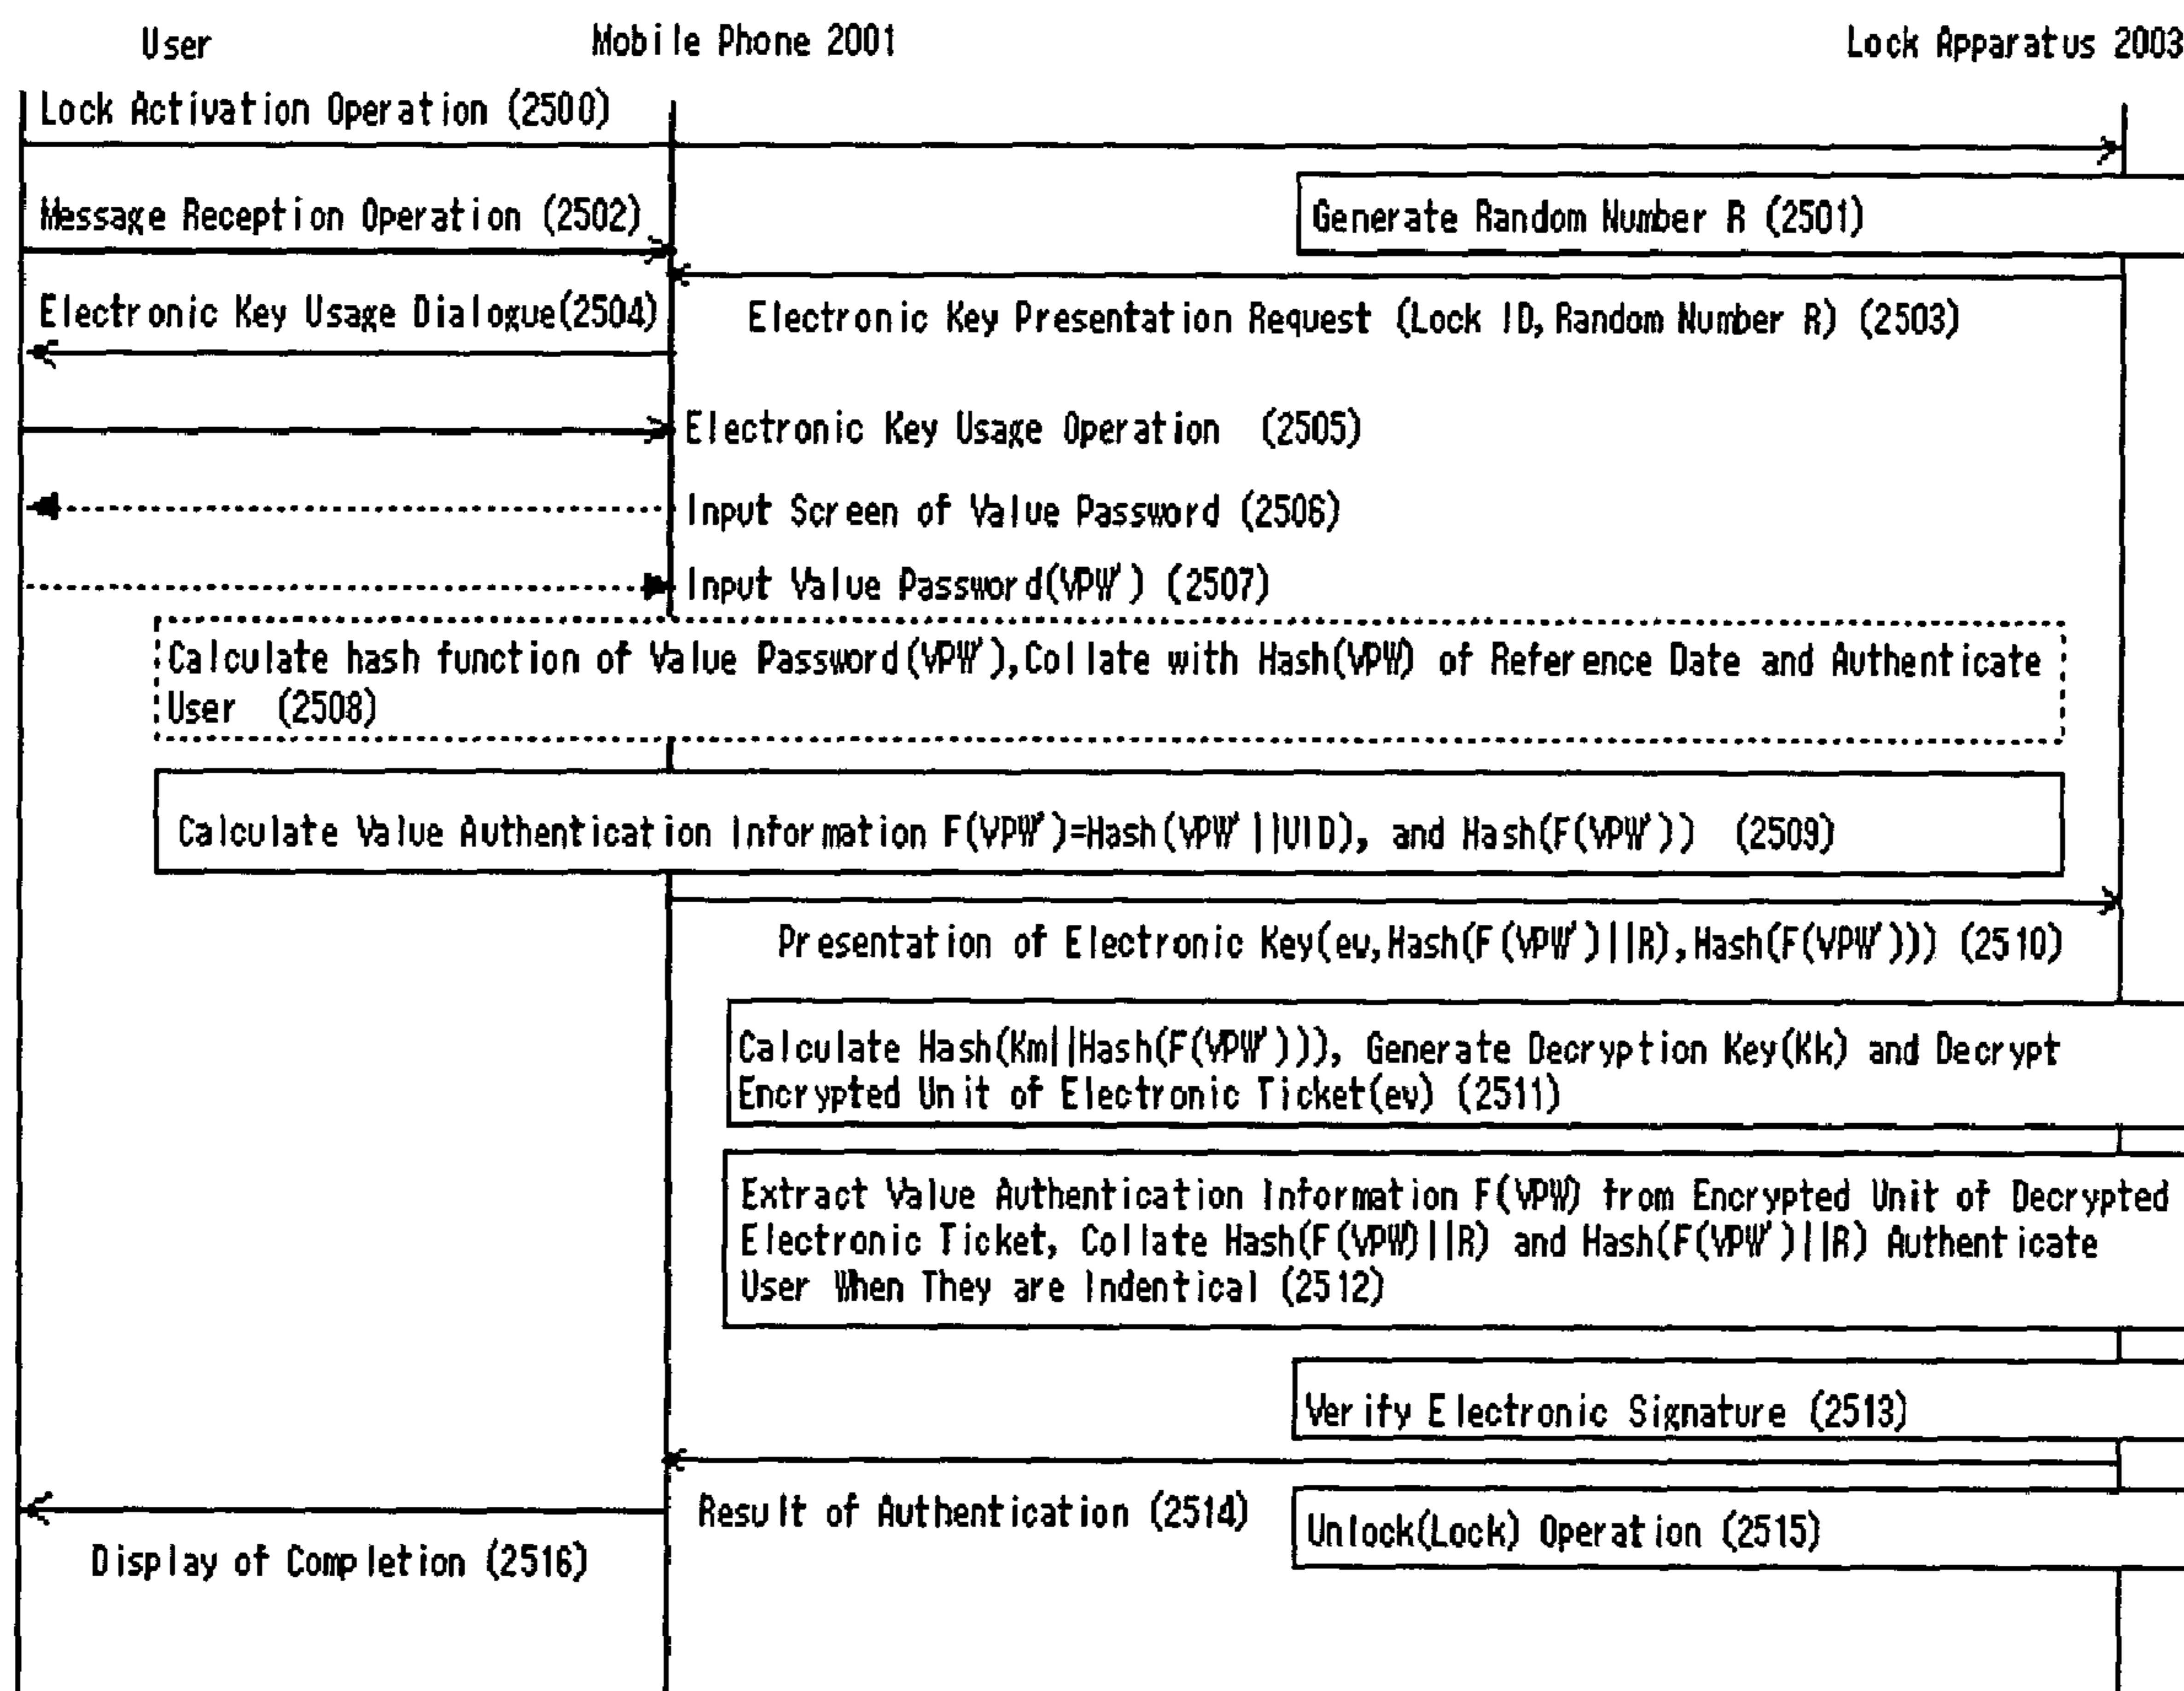 User
Mobile Phone 2001
Lock Apparatus 2003
Lock Activation Operation (2500)
Message Reception Operation (2502)
Generate Random Number R (2501)
Electronic Key Usage Dialogue(2504)
Electronic Key Presentation Request (Lock ID, Random Number R) (2503)
Electronic Key Usage Operation (2505)
Input Screen of Value Password (2506)
Input Value Password(VPW') (2507)
Calculate hash function of Value Password(VPW'),Collate with Hash(VPW) of Reference Date and Authenticate
User (2508)
Calculate Value Authentication Information F(VPW')=Hash(VPW'||UID), and Hash(F(VPW')) (2509)
Presentation of Electronic Key(ev,Hash(F(VPW')||R),Hash(F(VPW'))) (2510)
Calculate Hash(Km||Hash(F(VPW'))), Generate Decryption Key(Kk) and Decrypt
Encrypted Unit of Electronic Ticket(ev) (2511)
Extract Value Authentication Information F(VPW) from Encrypted Unit of Decrypted
Electronic Ticket, Collate Hash(F(VPW)||R) and Hash(F(VPW')||R) Authenticate
User When They are Indentical (2512)
Verify Electronic Signature (2513)
Result of Authentication (2514)
Unlock(Lock) Operation (2515)
Display of Completion (2516)